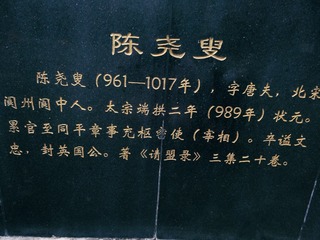 陈尧叟
陈尧叟（961—1017年），字唐夫，北宋
阆州阆中人。太宗端拱二年（989年）状元。
累官至同平章事充枢密使（宰相）。卒谥文
忠，封英国公。著《请盟录》三集二十卷。